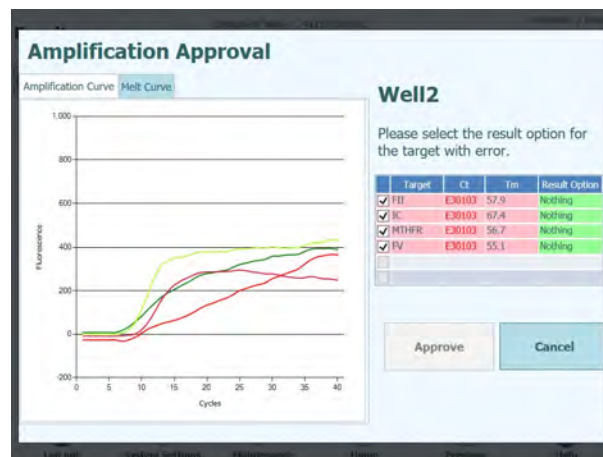 Amplification Approval
Amplification Curve Melt Curve
1,000
800
600
400
200
0
-200
0 5 10 15 20 25 30 35 40
Fluorescence
Cycles
Well2
Please select the result option for
the target with error.
Target Ct Tm Result Option
FII E30103 57.9 Nothing
IC E30103 67.4 Nothing
MTHFR E30103 56.7 Nothing
FV E30103 55.1 Nothing
Approve Cancel